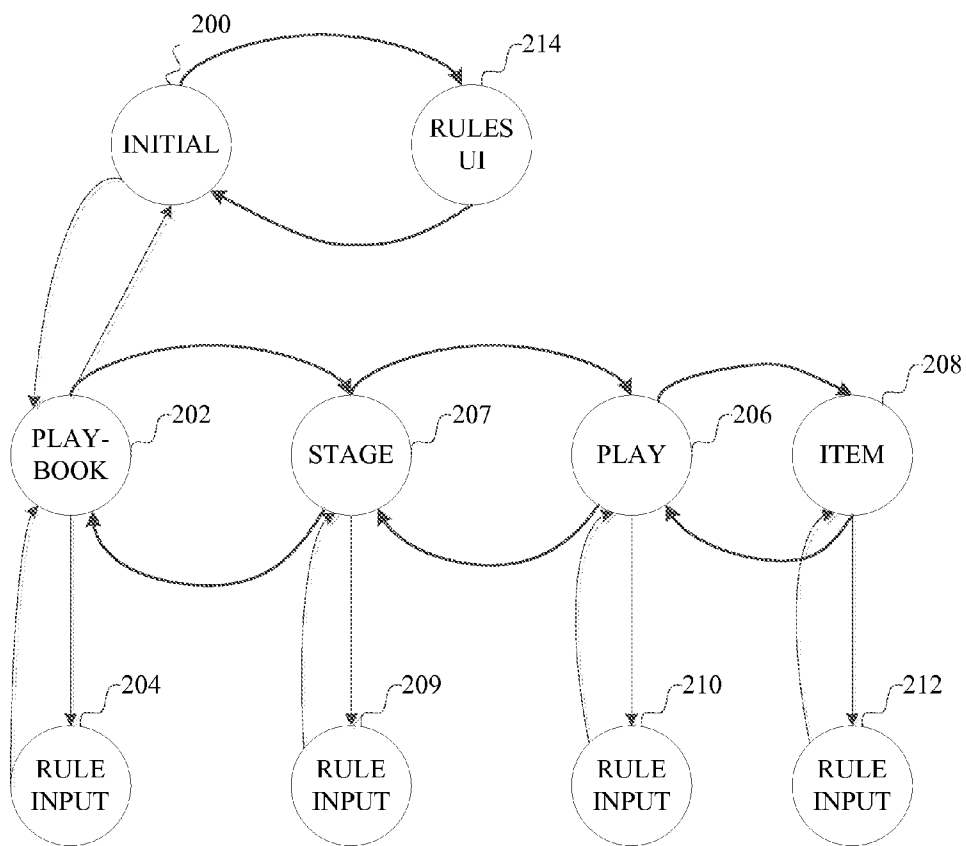 200
214
INITIAL
RULES
UI
202
207
206
208
PLAY-
BOOK
STAGE
PLAY
ITEM
204
209
210
212
RULE
INPUT
RULE
INPUT
RULE
INPUT
RULE
INPUT